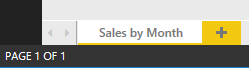 Sales by Month
PAGE 1 OF 1